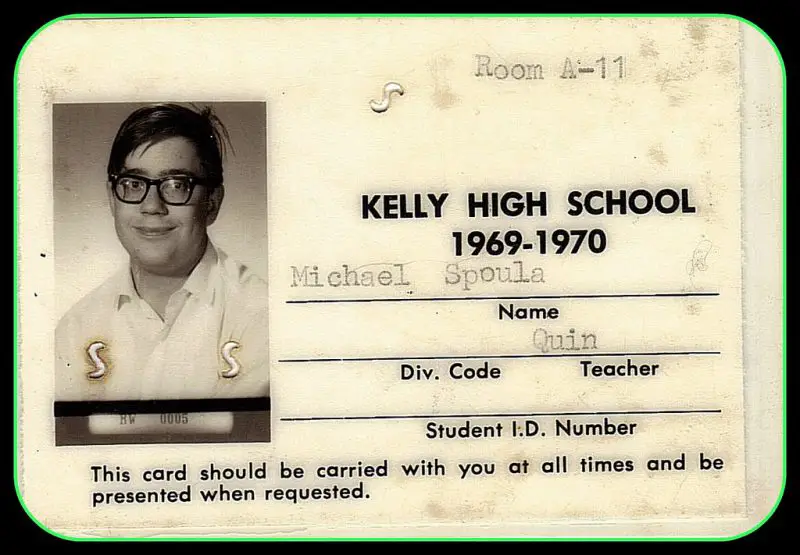 Room A-11
KELLY HIGH SCHOOL
1969-1970
Michael Spoula
Name
Quin
Div. Code Teacher
Student I.D. Number
RW 0005
This card should be carried with you at all times and be
presented when requested.